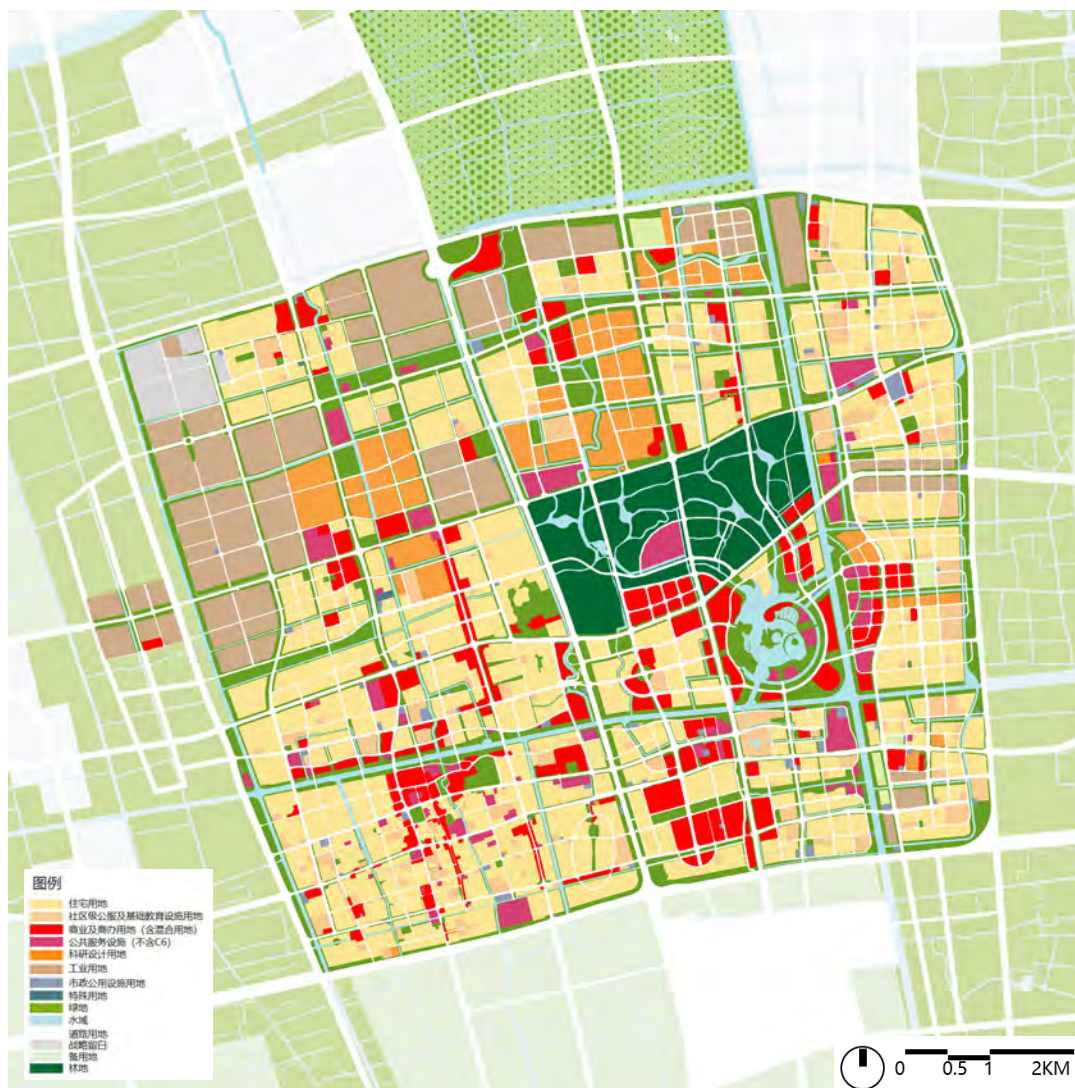 图例
住宅用地
社区级公服及基础教育设施用地
商业及商办用地（含混合用地）
公共服务设施（不含C6）
科研设计用地
工业用地
市政公用设施用地
特殊用地
绿地
水域
道路用地
战略留白
备用地
林地
0 0.5 1 2KM